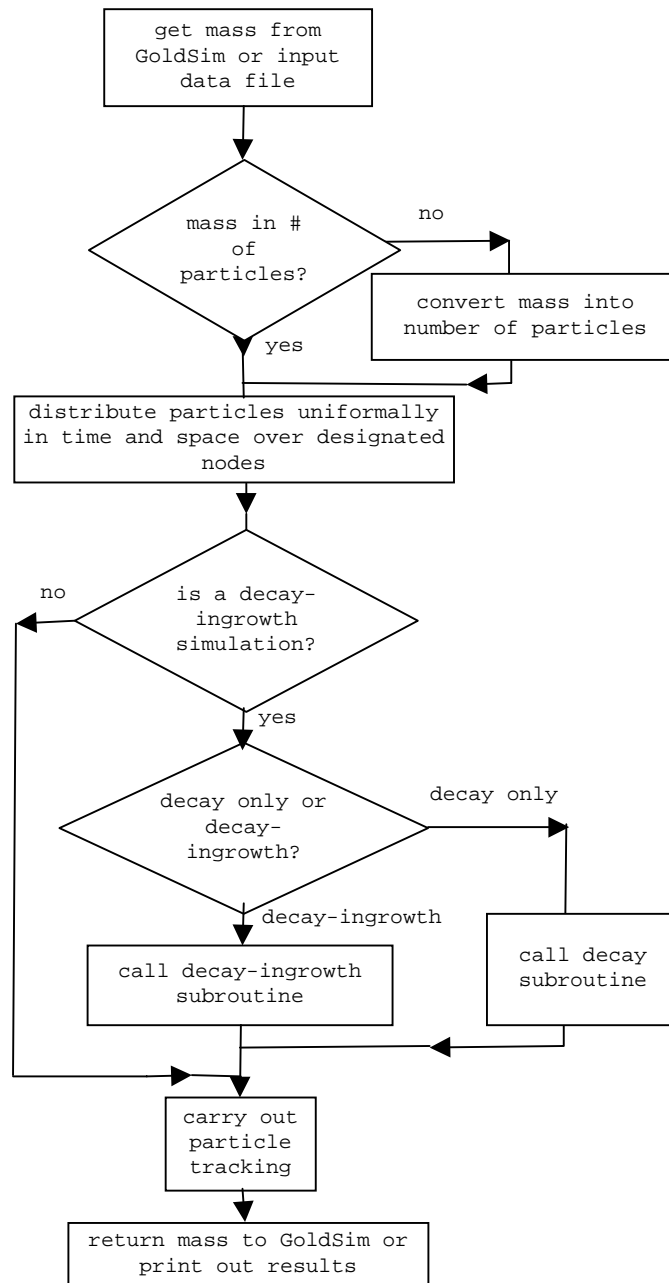 get mass from
GoldSim or input
data file
mass in #
of
particles?
no
convert mass into
number of particles
yes
distribute particles uniformally
in time and space over designated
nodes
no
is a decay-
ingrowth
simulation?
yes
decay only or
decay-
ingrowth?
decay only
decay-ingrowth
call decay-ingrowth
subroutine
call decay
subroutine
carry out
particle
tracking
return mass to GoldSim or
print out results